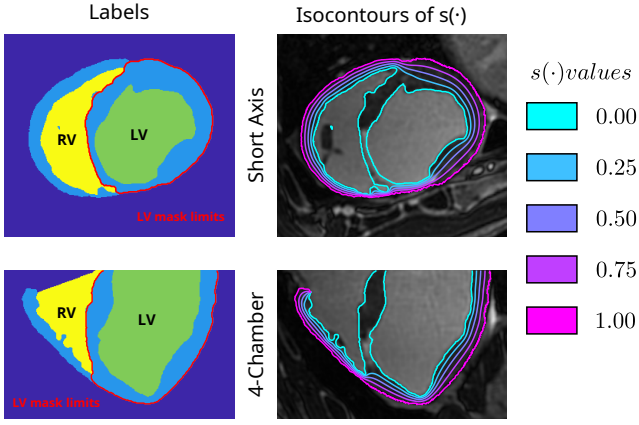 Labels
Isocontours of s(·)
RV
LV
LV mask limits
Short Axis
s(·)values
0.00
0.25
0.50
0.75
1.00
RV
LV
LV mask limits
4-Chamber